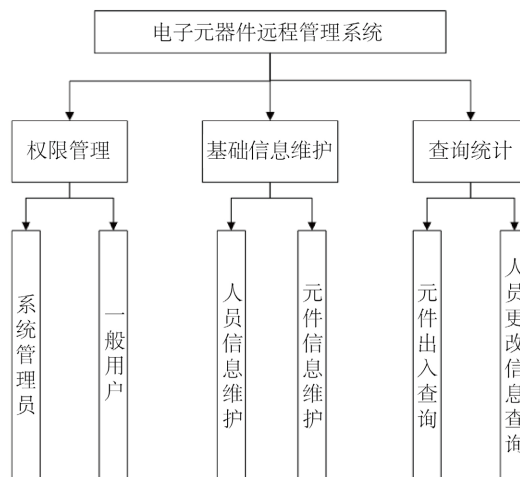 电子元器件远程管理系统
权限管理
基础信息维护
查询统计
系统管理员
一般用户
人员信息维护
元件信息维护
元件出入查询
人员更改信息查询